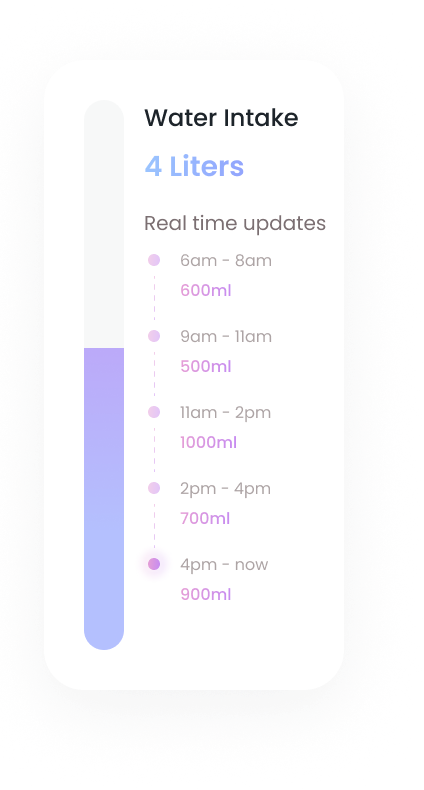 Water Intake
4 Liters
Real time updates
6am - 8am
600ml
9am - 11am
500ml
11am - 2pm
1000ml
2pm - 4pm
700ml
4pm - now
900ml